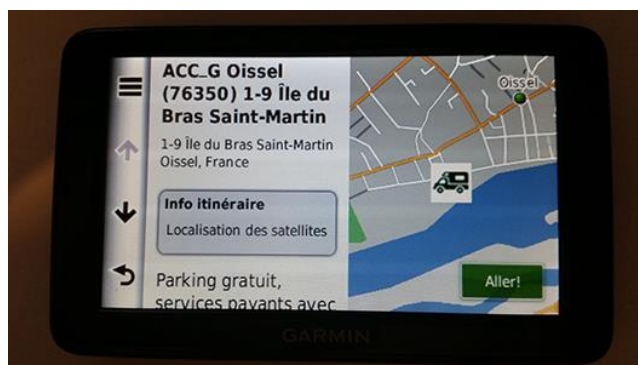 ACC_G Oissel
(76350) 1-9 Île du
Bras Saint-Martin
1-9 Île du Bras Saint-Martin
Oissel, France
Info itinéraire
Localisation des satellites
Parking gratuit,
services payants avec
Oissel
Aller!
GARMIN